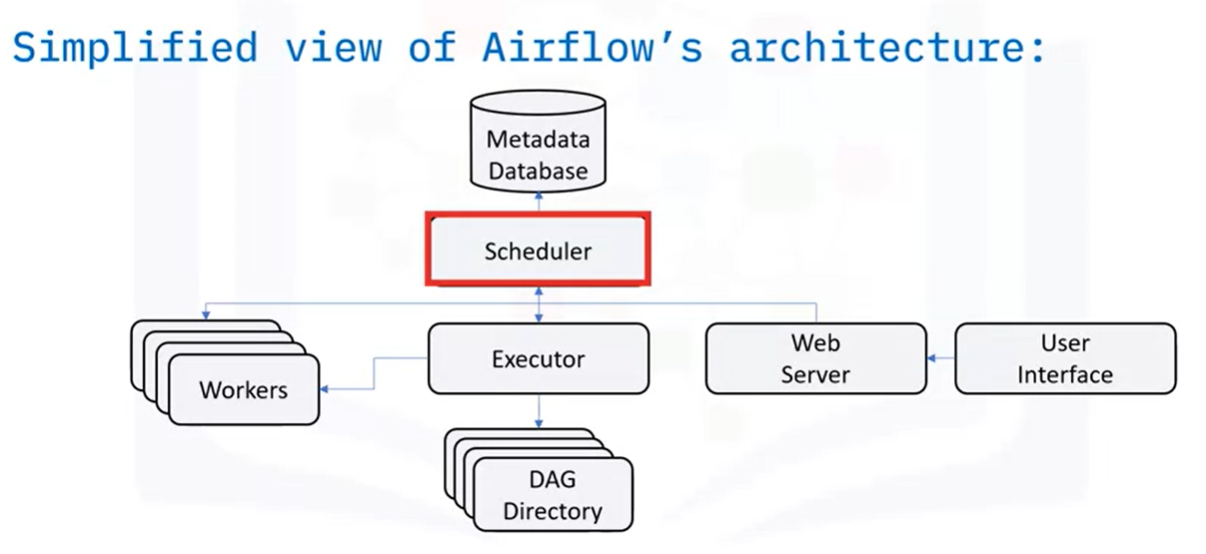 Simplified view of Airflow’s architecture:
Metadata
Database
Scheduler
Workers
Executor
Web
Server
User
Interface
DAG
Directory